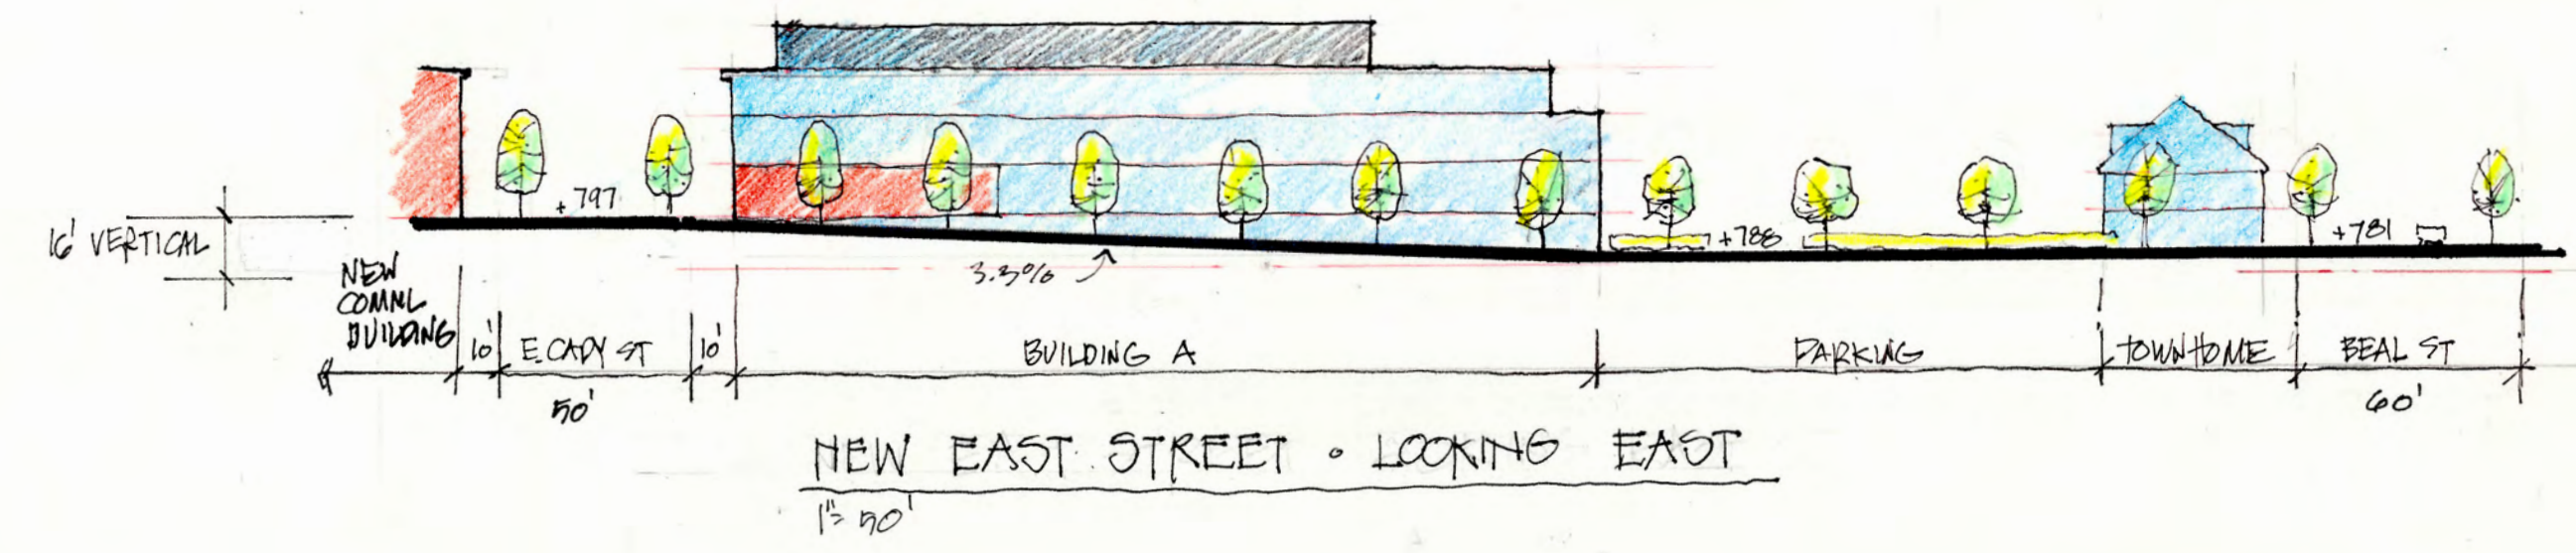 +797
16' VERTICAL
+788
+781
3.3%
NEW
COMML
BUILDING
10'
E. CADY ST
10'
BUILDING A
PARKING
TOWNHOME
BEAL ST
50'
60'
NEW EAST STREET • LOOKING EAST
1"= 50'